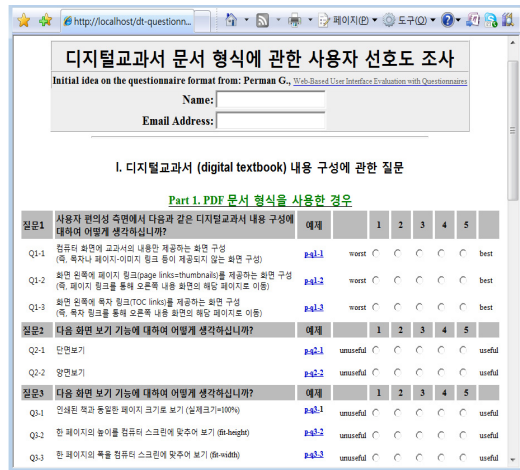 http://localhost/dt-questionn...
페이지(P)
도구(O)
디지털교과서 문서 형식에 관한 사용자 선호도 조사
Initial idea on the questionnaire format from: Perman G., Web-Based User Interface Evaluation with Questionnaires
Name:
Email Address:
I. 디지털교과서 (digital textbook) 내용 구성에 관한 질문
Part 1. PDF 문서 형식을 사용한 경우
질문1 사용자 편의성 측면에서 다음과 같은 디지털교과서 내용 구성에 대하여 어떻게 생각하십니까? 예제 1 2 3 4 5
Q1-1 컴퓨터 화면에 교과서의 내용만 제공하는 화면 구성 p-q1-1 worst best
(즉, 목차나 페이지-이미지 링크 등이 제공되지 않는 화면 구성)
Q1-2 화면 왼쪽에 페이지 링크(page links=thumbnails)를 제공하는 화면 구성 p-q1-2 worst best
(즉, 페이지 링크를 통해 오른쪽 내용 화면의 해당 페이지로 이동)
Q1-3 화면 왼쪽에 목차 링크(TOC links)를 제공하는 화면 구성 p-q1-3 worst best
(즉, 목차 링크를 통해 오른쪽 내용 화면의 해당 페이지로 이동)
질문2 다음 화면 보기 기능에 대하여 어떻게 생각하십니까? 예제 1 2 3 4 5
Q2-1 단면보기 p-q2-1 unuseful useful
Q2-2 양면보기 p-q2-2 unuseful useful
질문3 다음 화면 보기 기능에 대하여 어떻게 생각하십니까? 예제 1 2 3 4 5
Q3-1 인쇄된 책과 동일한 페이지 크기로 보기 (실제크기=100%) p-q3-1 unuseful useful
Q3-2 한 페이지의 높이를 컴퓨터 스크린에 맞추어 보기 (fit-height) p-q3-2 unuseful useful
Q3-3 한 페이지의 폭을 컴퓨터 스크린에 맞추어 보기 (fit-width) p-q3-3 unuseful useful